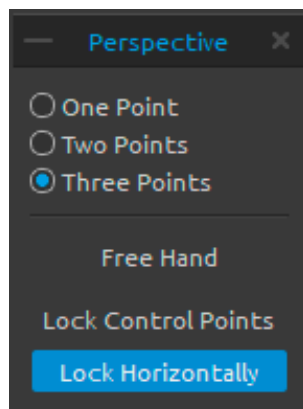 Perspective
One Point
Two Points
Three Points
Free Hand
Lock Control Points
Lock Horizontally